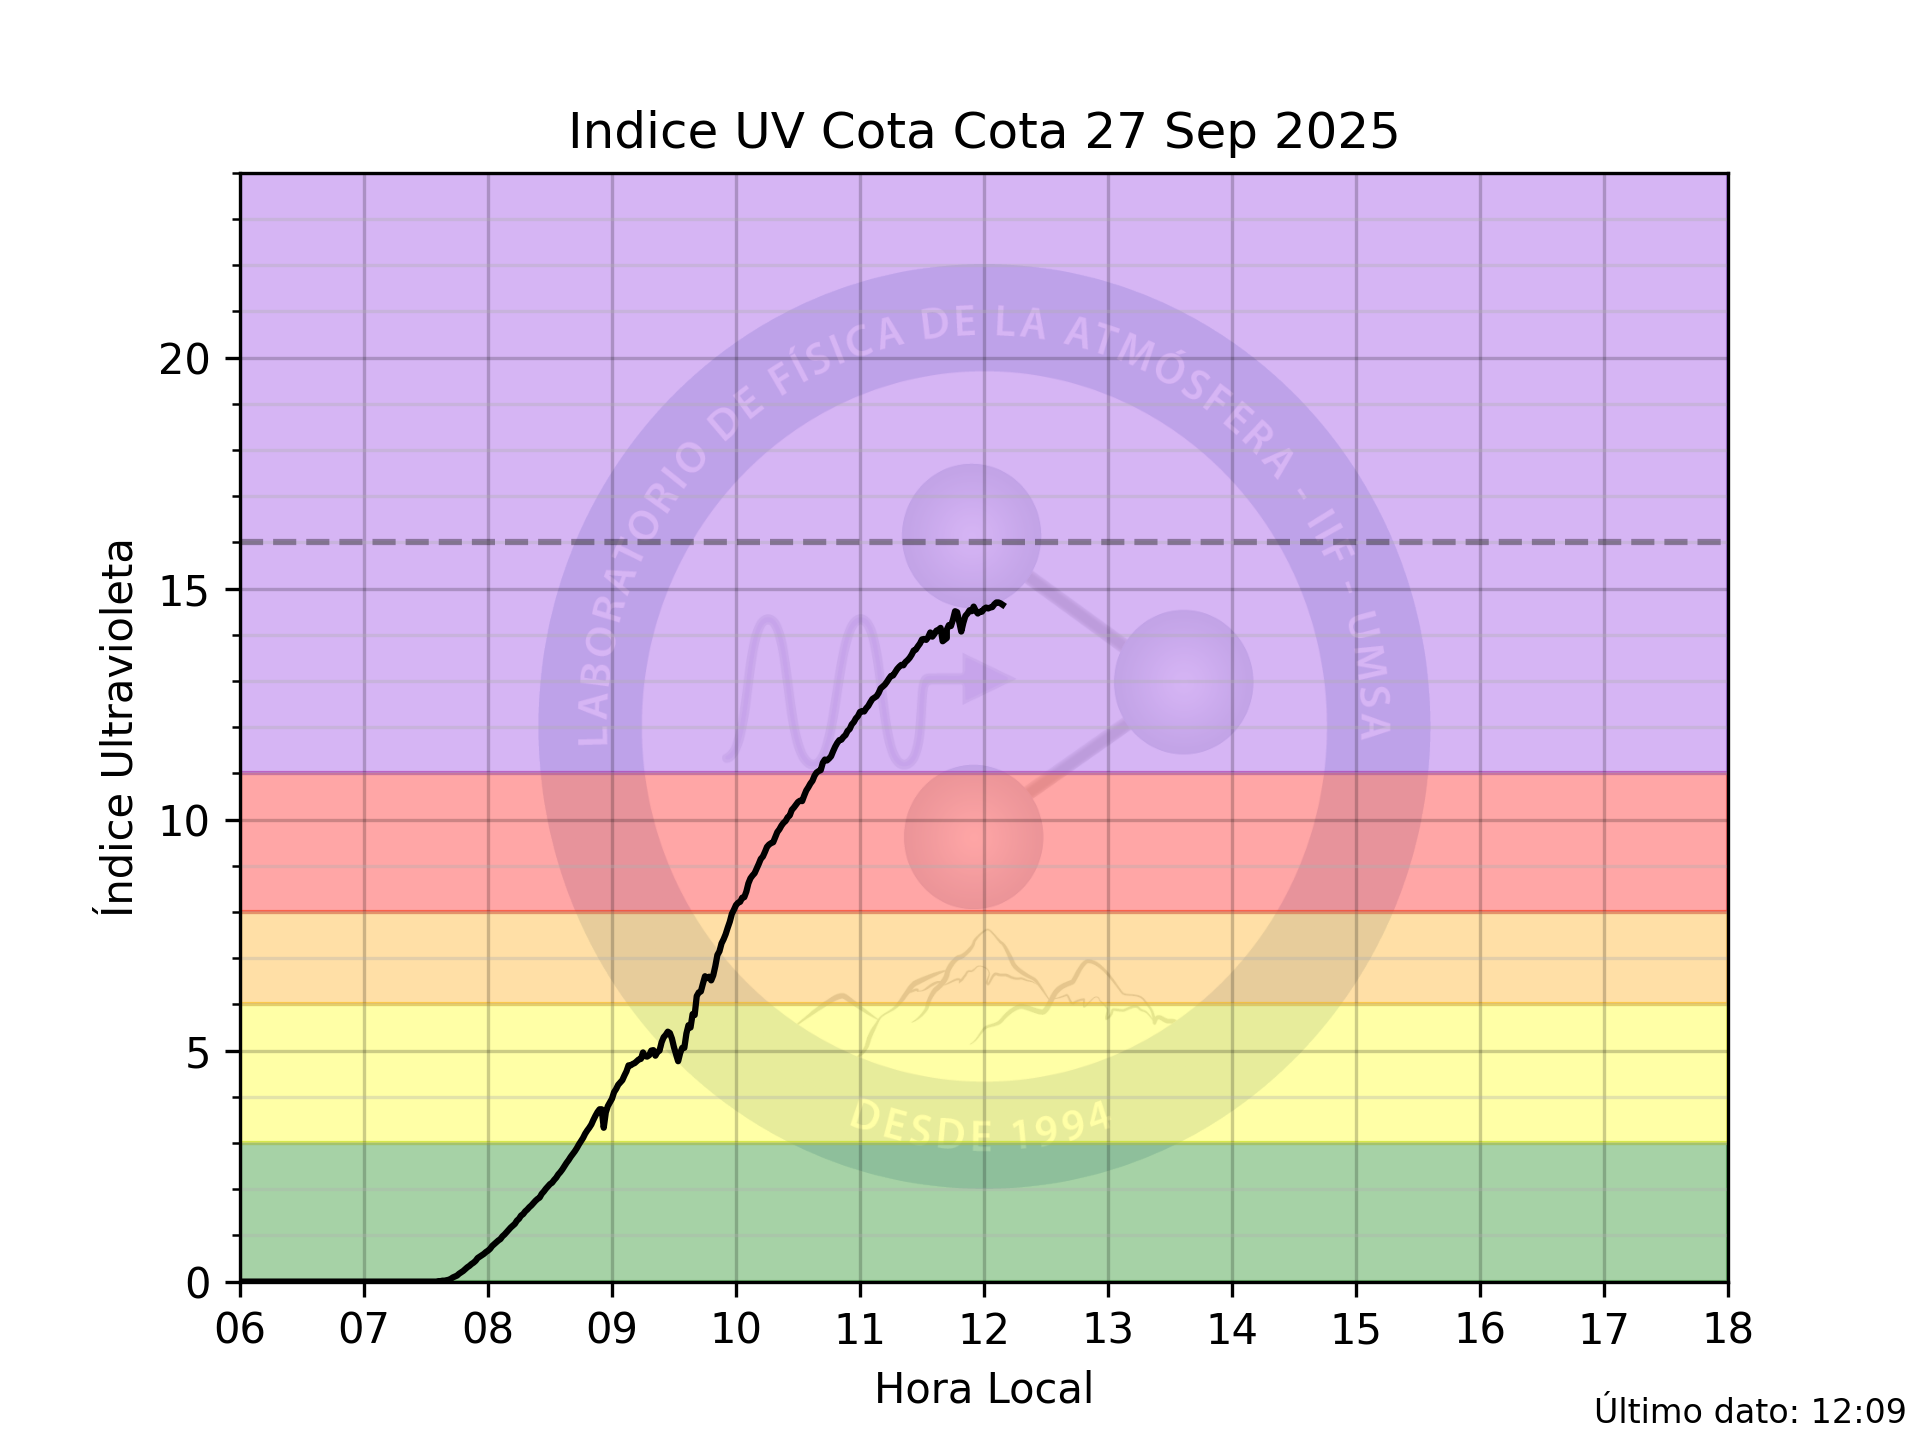 Indice UV Cota Cota 27 Sep 2025
LABORATORIO DE FÍSICA DE LA ATMÓSFERA - IIF - UMSA
20
15
10
5
0
Índice Ultravioleta
DESDE 1994
06 07 08 09 10 11 12 13 14 15 16 17 18
Hora Local
Último dato: 12:09